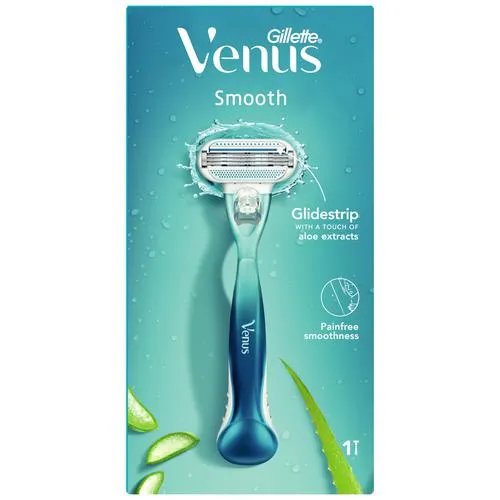 Gillette®
Venus
Smooth
Glidestrip
WITH A TOUCH OF
aloe extracts
Painfree
smoothness
Venus
1